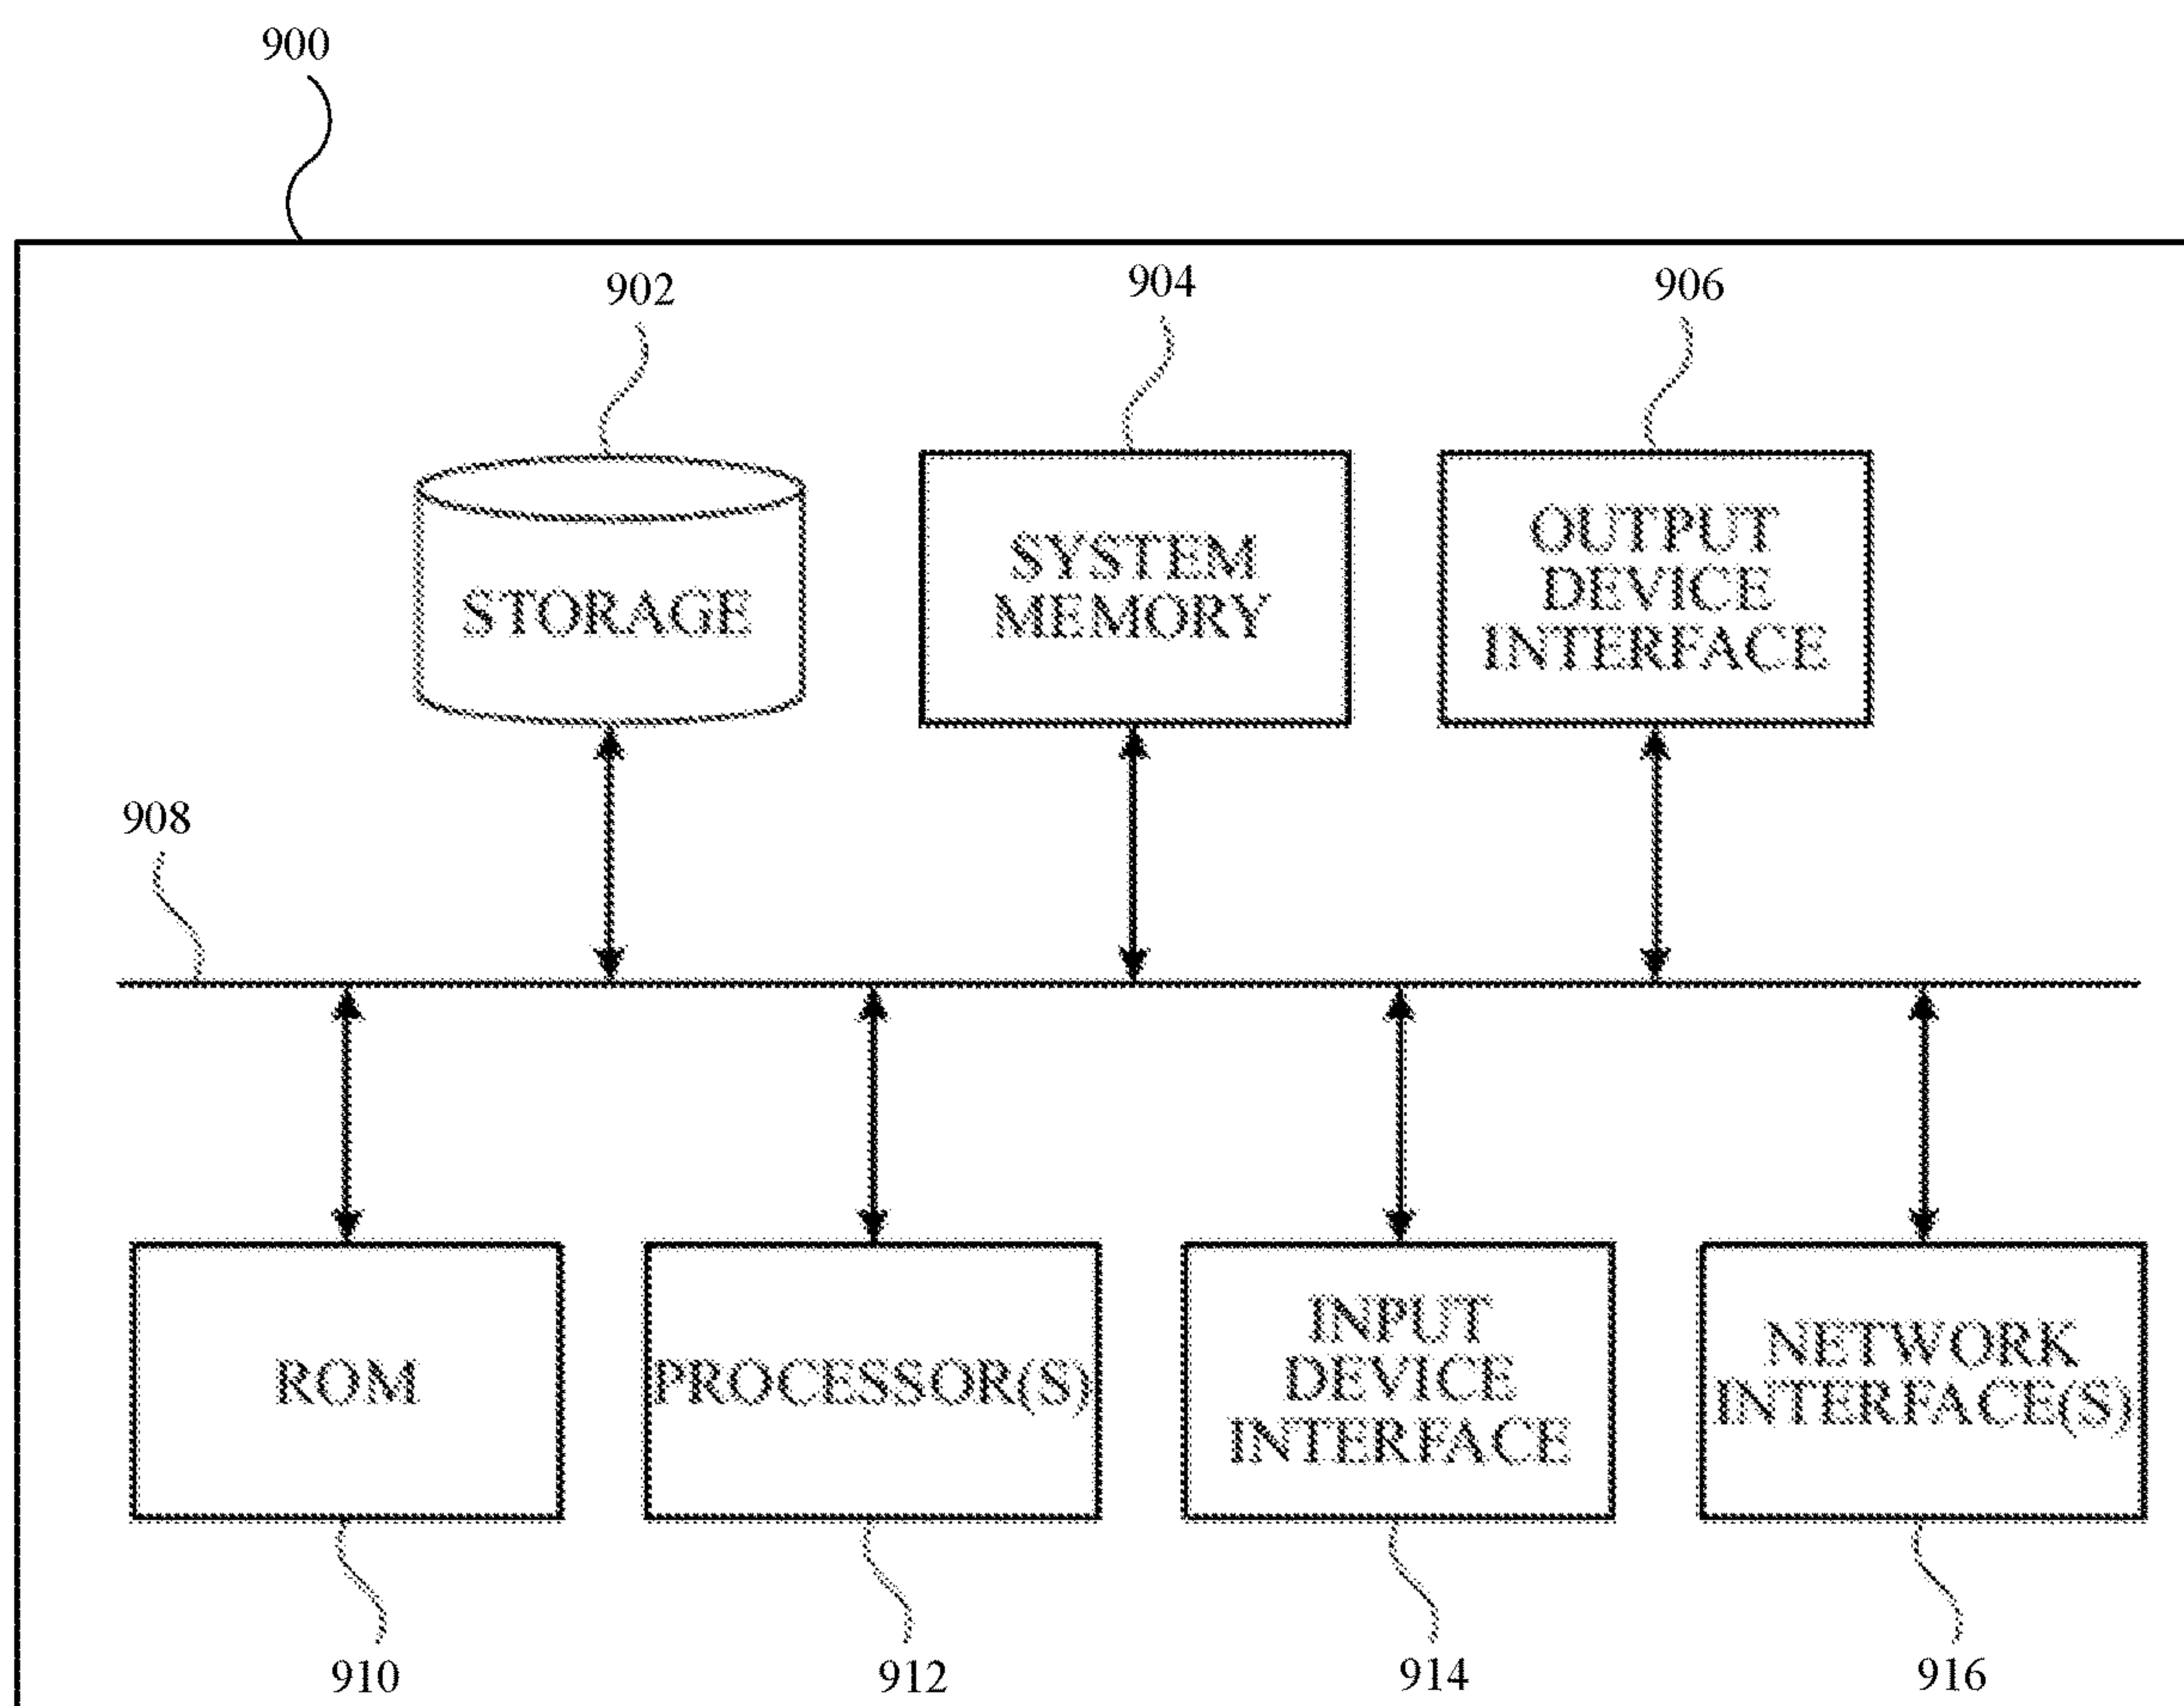 900
902
904
906
STORAGE
SYSTEM
MEMORY
OUTPUT
DEVICE
INTERFACE
908
ROM
PROCESSOR(S)
INPUT
DEVICE
INTERFACE
NETWORK
INTERFACE(S)
910
912
914
916